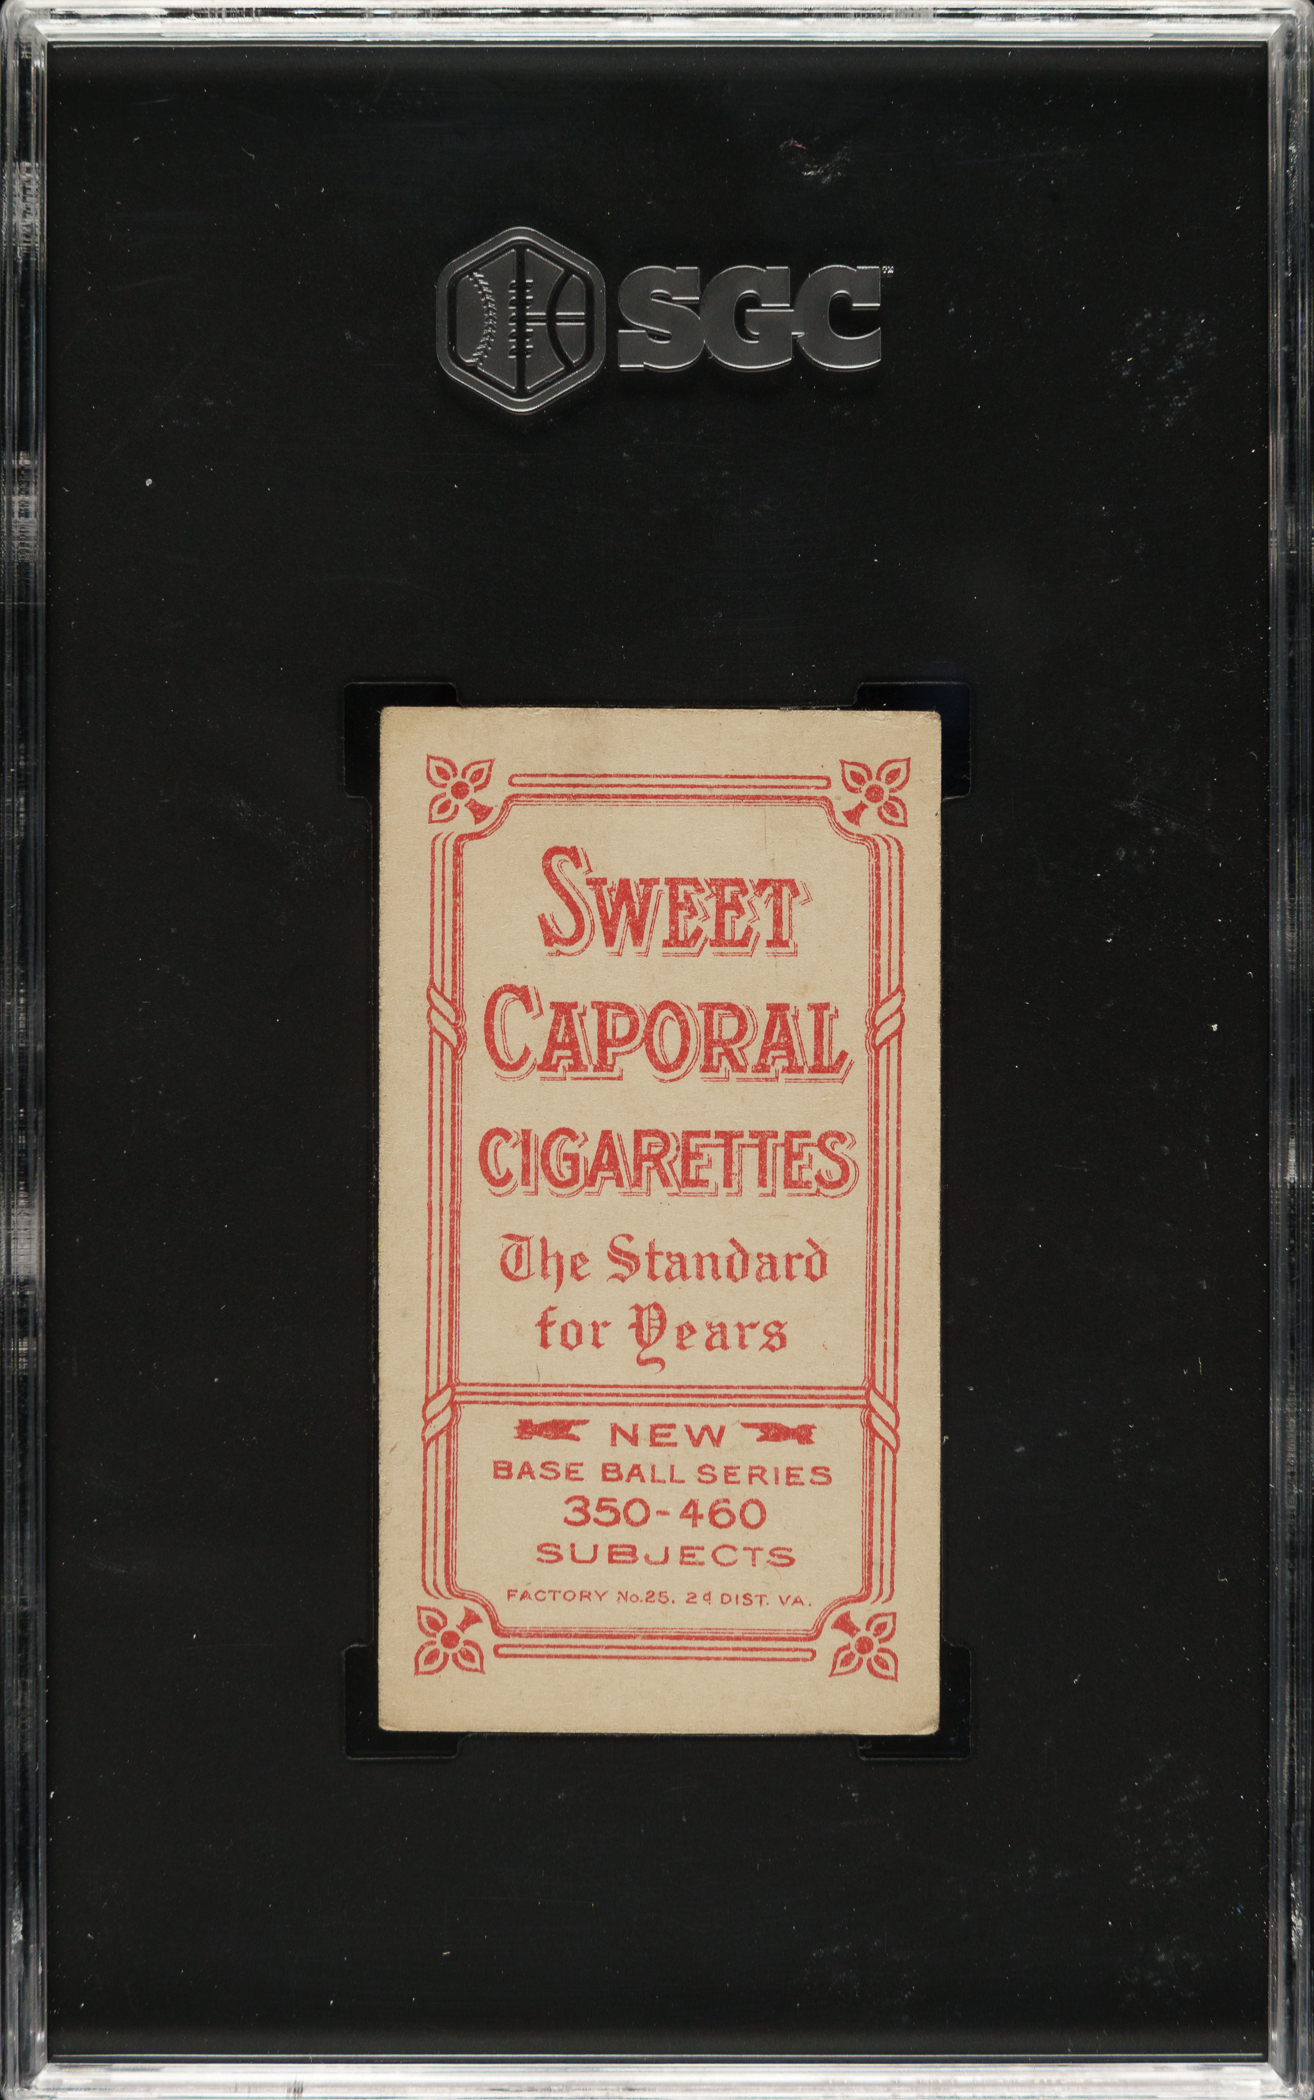 SGC™
SWEET
CAPORAL
CIGARETTES
The Standard
for Years
NEW
BASE BALL SERIES
350-460
SUBJECTS
FACTORY No.25. 2d DIST. VA.